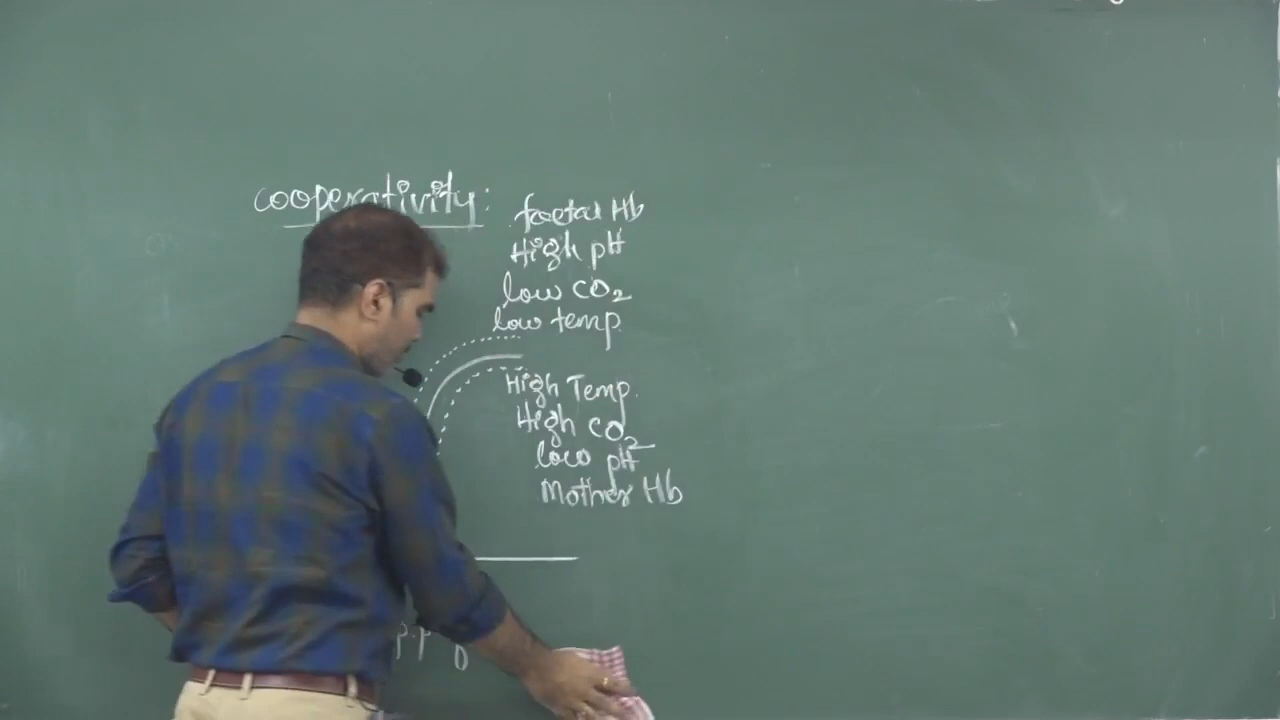 cooperativity:
foetal Hb
High pH
low CO₂
low temp.
High Temp.
High CO₂
low pH
Mother Hb
p.p